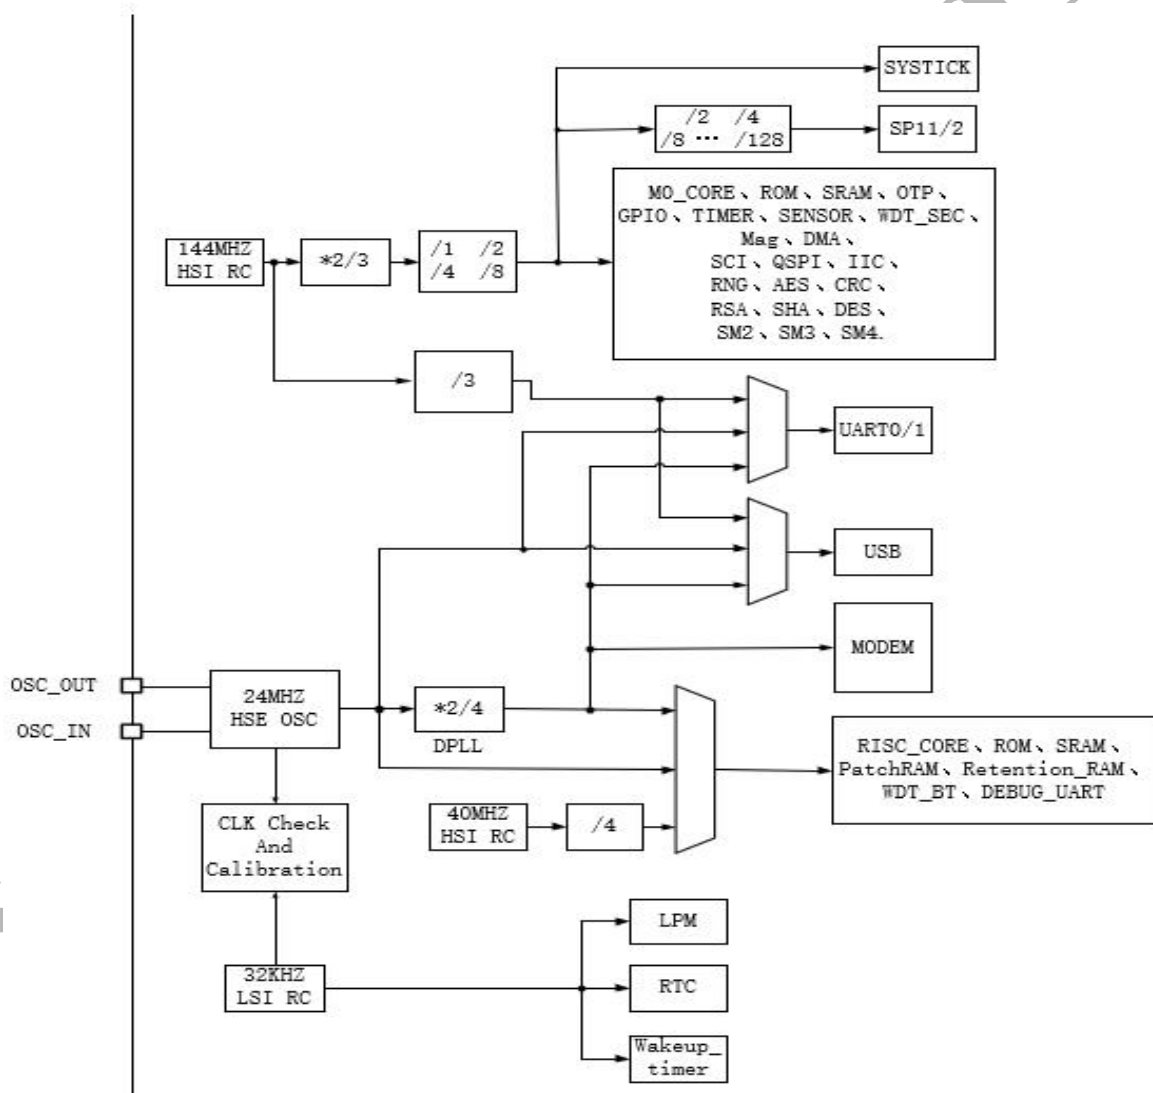 SYSTICK
/2 /4
/8 ··· /128
SP11/2
MO_CORE、ROM、SRAM、OTP、
GPIO、TIMER、SENSOR、WDT_SEC、
Mag、DMA、
SCI、QSPI、IIC、
RNG、AES、CRC、
RSA、SHA、DES、
SM2、SM3、SM4.
144MHZ
HSI RC
*2/3
/1 /2
/4 /8
/3
UART0/1
USB
MODEM
OSC_OUT
OSC_IN
24MHZ
HSE OSC
*2/4
DPLL
RISC_CORE、ROM、SRAM、
PatchRAM、Retention_RAM、
WDT_BT、DEBUG_UART
40MHZ
HSI RC
/4
CLK Check
And
Calibration
32KHZ
LSI RC
LPM
RTC
Wakeup_
timer